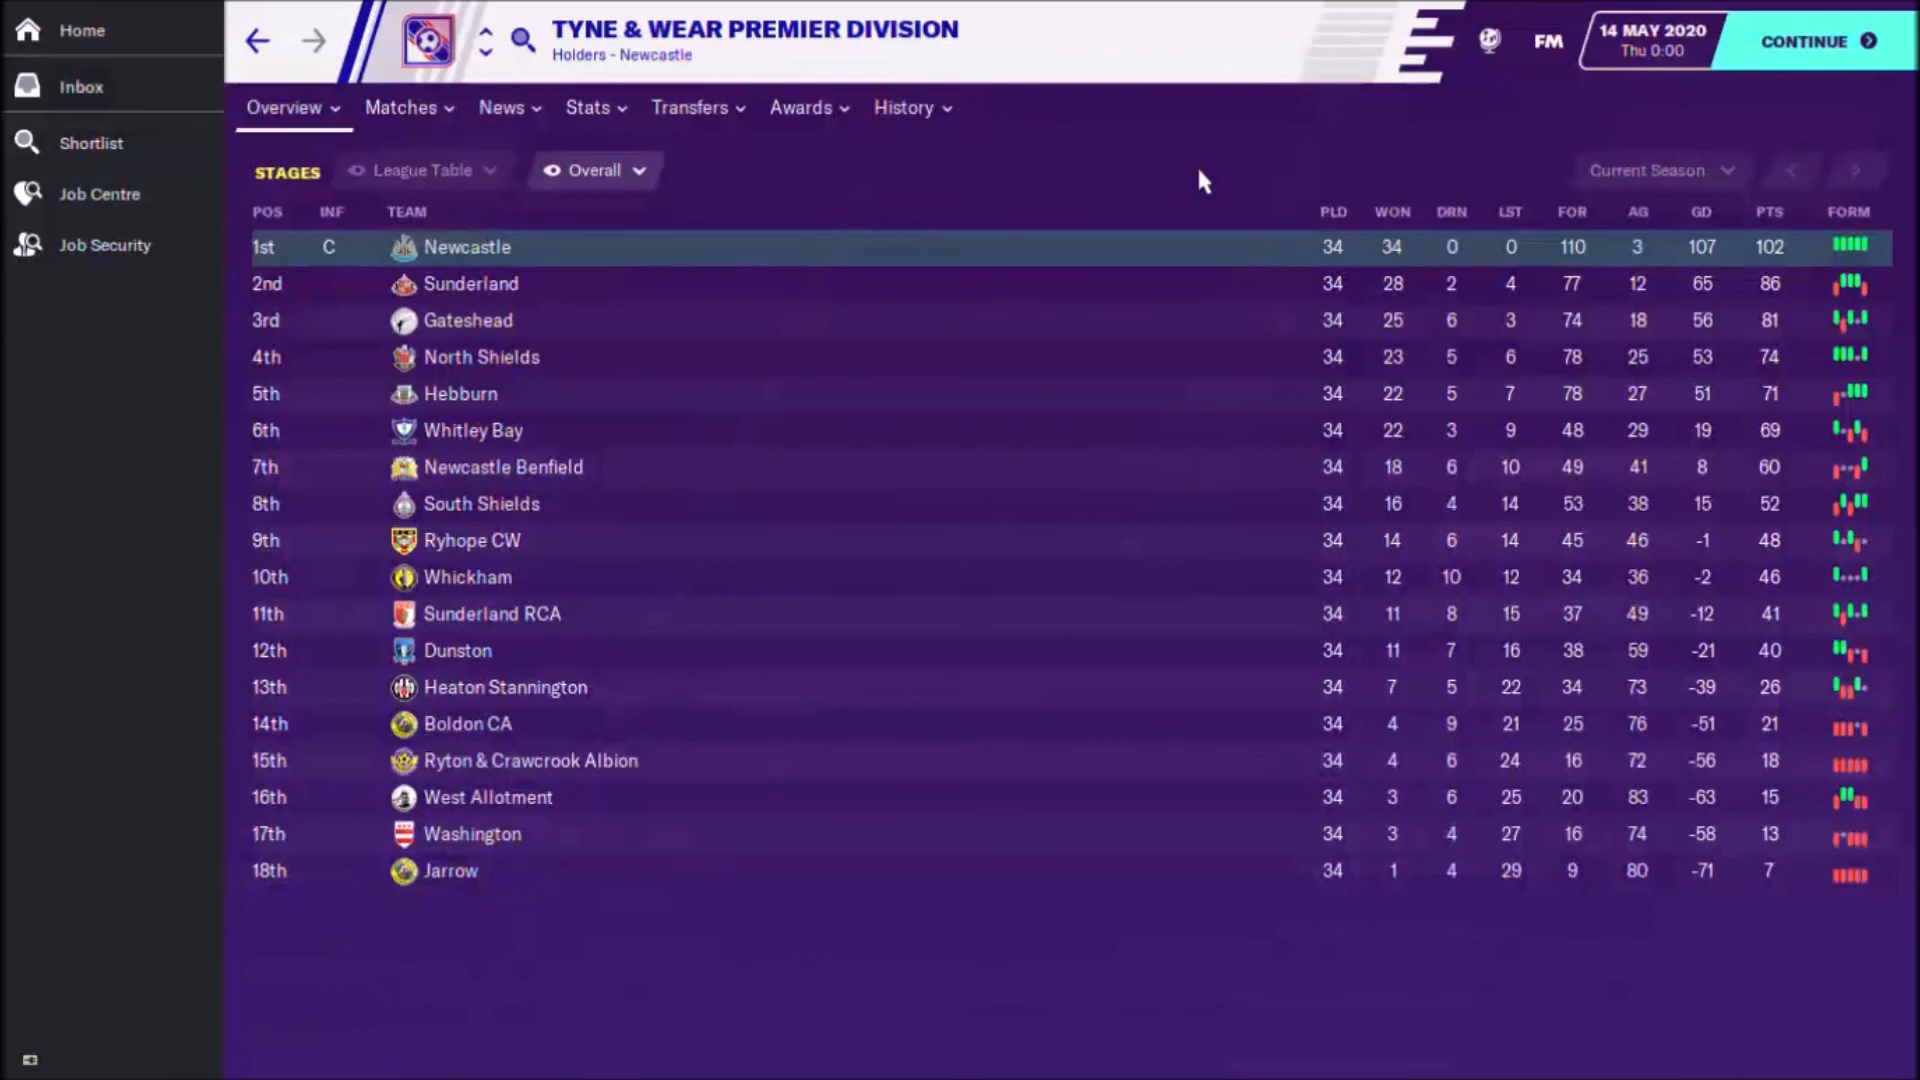 Home
Inbox
Shortlist
Job Centre
Job Security
TYNE & WEAR PREMIER DIVISION
Holders - Newcastle
FM
14 MAY 2020
Thu 0:00
CONTINUE
Overview Matches News Stats Transfers Awards History
STAGES League Table Overall Current Season
POS INF TEAM PLD WON DRN LST FOR AG GD PTS FORM
1st C Newcastle 34 34 0 0 110 3 107 102
2nd Sunderland 34 28 2 4 77 12 65 86
3rd Gateshead 34 25 6 3 74 18 56 81
4th North Shields 34 23 5 6 78 25 53 74
5th Hebburn 34 22 5 7 78 27 51 71
6th Whitley Bay 34 22 3 9 48 29 19 69
7th Newcastle Benfield 34 18 6 10 49 41 8 60
8th South Shields 34 16 4 14 53 38 15 52
9th Ryhope CW 34 14 6 14 45 46 -1 48
10th Whickham 34 12 10 12 34 36 -2 46
11th Sunderland RCA 34 11 8 15 37 49 -12 41
12th Dunston 34 11 7 16 38 59 -21 40
13th Heaton Stannington 34 7 5 22 34 73 -39 26
14th Boldon CA 34 4 9 21 25 76 -51 21
15th Ryton & Crawcrook Albion 34 4 6 24 16 72 -56 18
16th West Allotment 34 3 6 25 20 83 -63 15
17th Washington 34 3 4 27 16 74 -58 13
18th Jarrow 34 1 4 29 9 80 -71 7